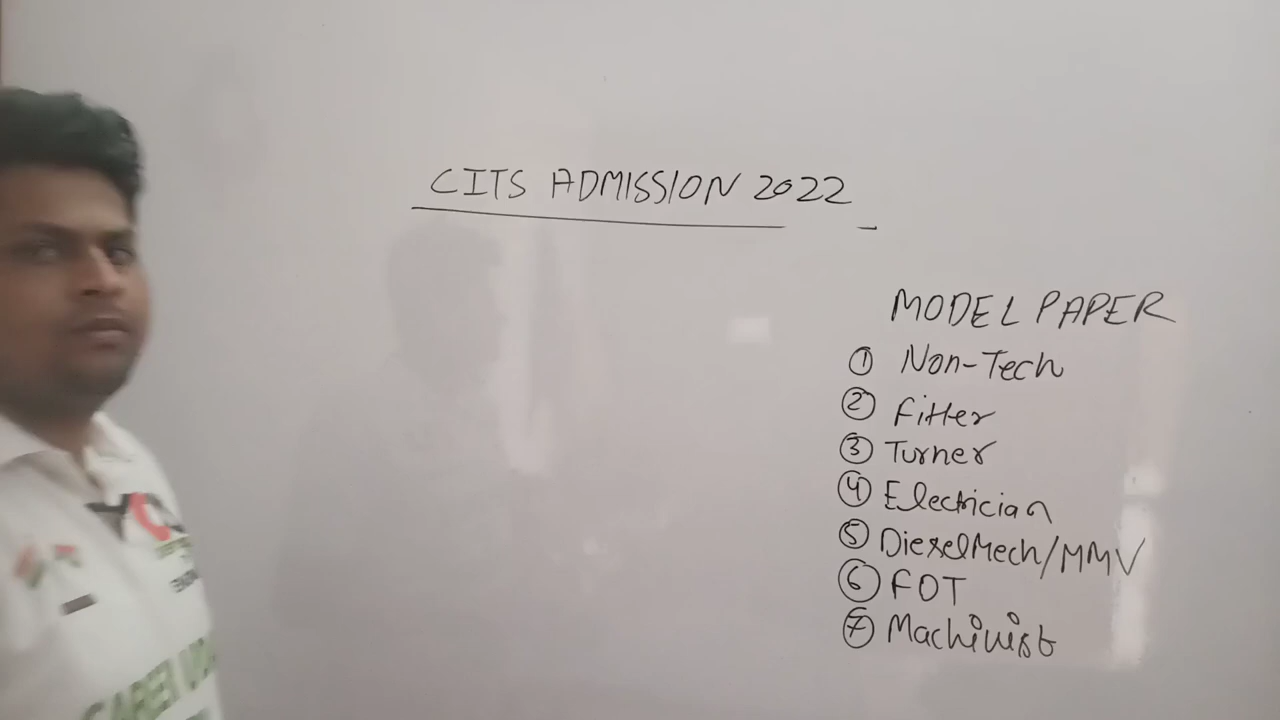 CITS ADMISSION 2022
MODEL PAPER
① Non-Tech
② Fitter
③ Turner
④ Electrician
⑤ DieselMech/MMV
⑥ FOT
⑦ Machinist